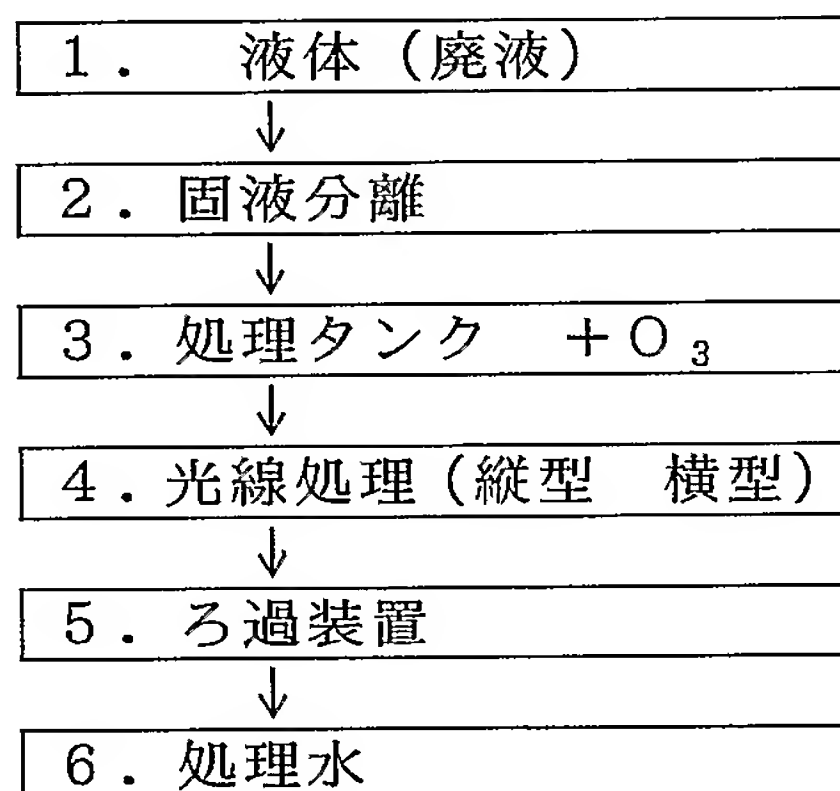 1． 液体（廃液）
↓
2．固液分離
↓
3．処理タンク ＋O₃
↓
4．光線処理（縦型 横型）
↓
5．ろ過装置
↓
6．処理水